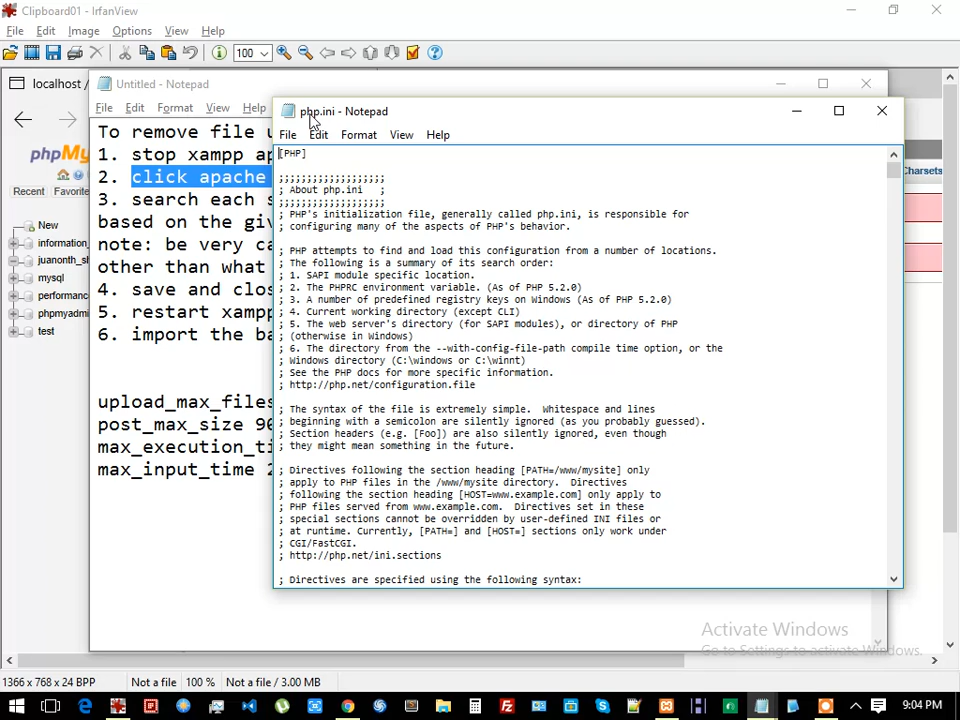 Clipboard01 - IrfanView
File Edit Image Options View Help
100
localhost /
Untitled - Notepad
File Edit Format View Help
To remove file u
1. stop xampp ap
2. click apache
3. search each s
based on the giv
note: be very ca
other than what
4. save and clos
5. restart xampp
6. import the ba
upload_max_files
post_max_size 90
max_execution_ti
max_input_time 2
phpMy
Recent Favorite
New
information_
juanonth_sh
mysql
performanc
phpmyadmin
test
Charsets
php.ini - Notepad
File Edit Format View Help
[PHP]
;;;;;;;;;;;;;;;;;;;
; About php.ini   ;
;;;;;;;;;;;;;;;;;;;
; PHP's initialization file, generally called php.ini, is responsible for
; configuring many of the aspects of PHP's behavior.
; PHP attempts to find and load this configuration from a number of locations.
; The following is a summary of its search order:
; 1. SAPI module specific location.
; 2. The PHPRC environment variable. (As of PHP 5.2.0)
; 3. A number of predefined registry keys on Windows (As of PHP 5.2.0)
; 4. Current working directory (except CLI)
; 5. The web server's directory (for SAPI modules), or directory of PHP
; (otherwise in Windows)
; 6. The directory from the --with-config-file-path compile time option, or the
; Windows directory (C:\windows or C:\winnt)
; See the PHP docs for more specific information.
; http://php.net/configuration.file
; The syntax of the file is extremely simple.  Whitespace and lines
; beginning with a semicolon are silently ignored (as you probably guessed).
; Section headers (e.g. [Foo]) are also silently ignored, even though
; they might mean something in the future.
; Directives following the section heading [PATH=/www/mysite] only
; apply to PHP files in the /www/mysite directory.  Directives
; following the section heading [HOST=www.example.com] only apply to
; PHP files served from www.example.com.  Directives set in these
; special sections cannot be overridden by user-defined INI files or
; at runtime. Currently, [PATH=] and [HOST=] sections only work under
; CGI/FastCGI.
; http://php.net/ini.sections
; Directives are specified using the following syntax:
Activate Windows
Go to Settings to activate Windows.
1366 x 768 x 24 BPP Not a file 100 % Not a file / 3.00 MB
9:04 PM